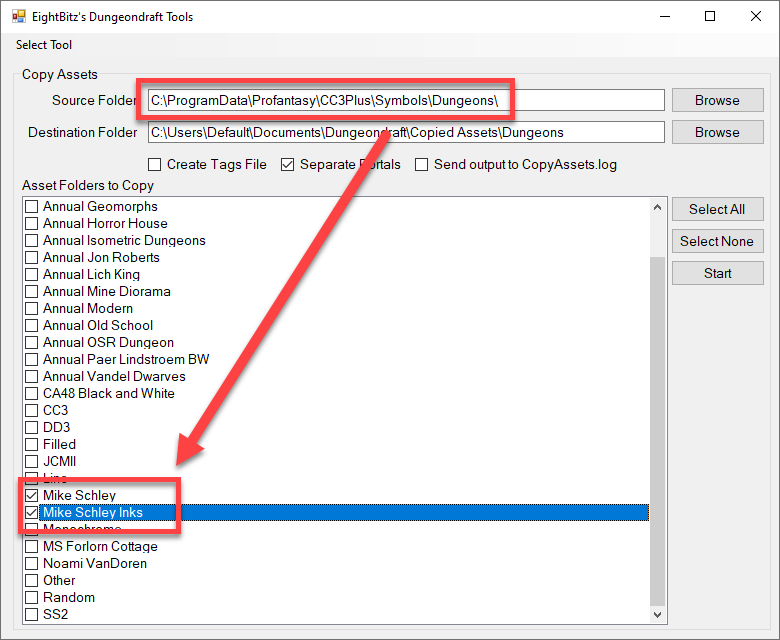 EightBitz's Dungeondraft Tools
Select Tool
Copy Assets
Source Folder C:\ProgramData\Profantasy\CC3Plus\Symbols\Dungeons\ Browse
Destination Folder C:\Users\Default\Documents\Dungeondraft\Copied Assets\Dungeons Browse
Create Tags File Separate Portals Send output to CopyAssets.log
Asset Folders to Copy
Annual Geomorphs Select All
Annual Horror House
Annual Isometric Dungeons Select None
Annual Jon Roberts
Annual Lich King Start
Annual Mine Diorama
Annual Modern
Annual Old School
Annual OSR Dungeon
Annual Paer Lindstroem BW
Annual Vandel Dwarves
CA48 Black and White
CC3
DD3
Filled
JCMII
Line
Mike Schley
Mike Schley Inks
Monochrome
MS Forlorn Cottage
Noami VanDoren
Other
Random
SS2